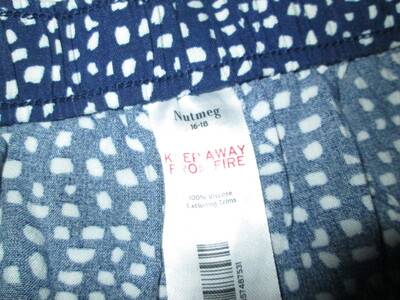 Nutmeg
16-18
KEEP AWAY
FROM FIRE
100% Viscose
Excluding Trims